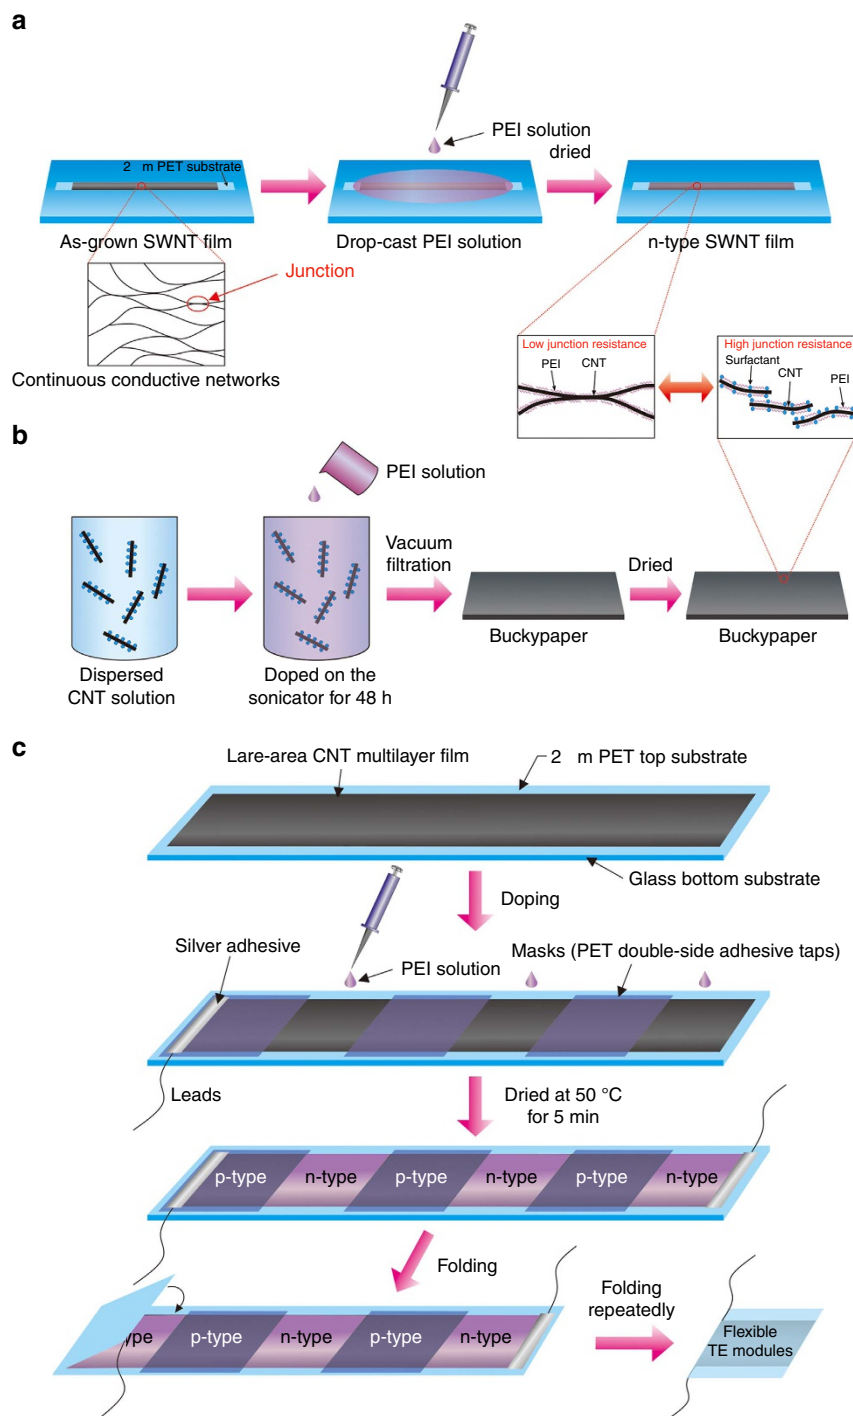 a
PEI solution
dried
2 m PET substrate
As-grown SWNT film
Drop-cast PEI solution
n-type SWNT film
Junction
Continuous conductive networks
Low junction resistance
PEI
CNT
High junction resistance
Surfactant
CNT
PEI
b
PEI solution
Vacuum
filtration
Dried
Buckypaper
Buckypaper
Dispersed
CNT solution
Doped on the
sonicator for 48 h
c
Lare-area CNT multilayer film
2 m PET top substrate
Glass bottom substrate
Doping
Silver adhesive
PEI solution
Masks (PET double-side adhesive taps)
Leads
Dried at 50 °C
for 5 min
p-type
n-type
p-type
n-type
p-type
n-type
Folding
Folding
repeatedly
ype
p-type
n-type
p-type
n-type
Flexible
TE modules